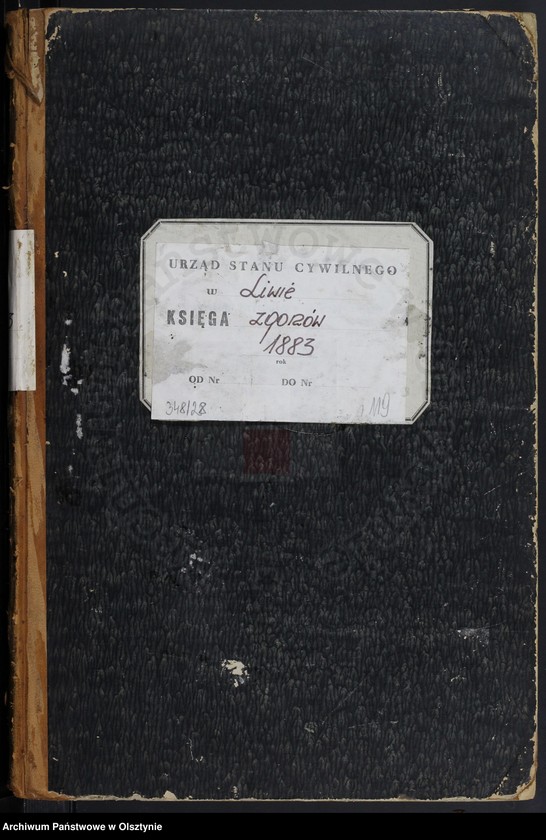 URZĄD STANU CYWILNEGO
w Liwie
KSIĘGA zgonów
1883
rok
OD Nr DO Nr
348/28 119
Archiwum Państwowe w Olsztynie